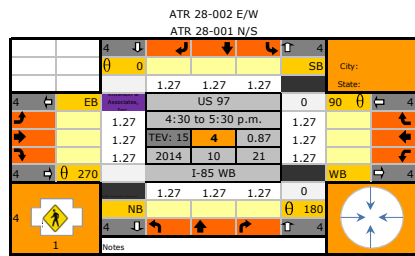 ATR 28-002 E/W
ATR 28-001 N/S
4 4
θ 0 SB City:
1.27 1.27 1.27 State:
4 EB Associates, US 97 0 90 θ 4
1.27 4:30 to 5:30 p.m. 1.27
1.27 TEV: 15 4 0.87 1.27
1.27 2014 10 21 1.27
4 θ 270 I-85 WB WB 4
1.27 1.27 1.27 0
NB θ 180
4 4 4
1 Notes